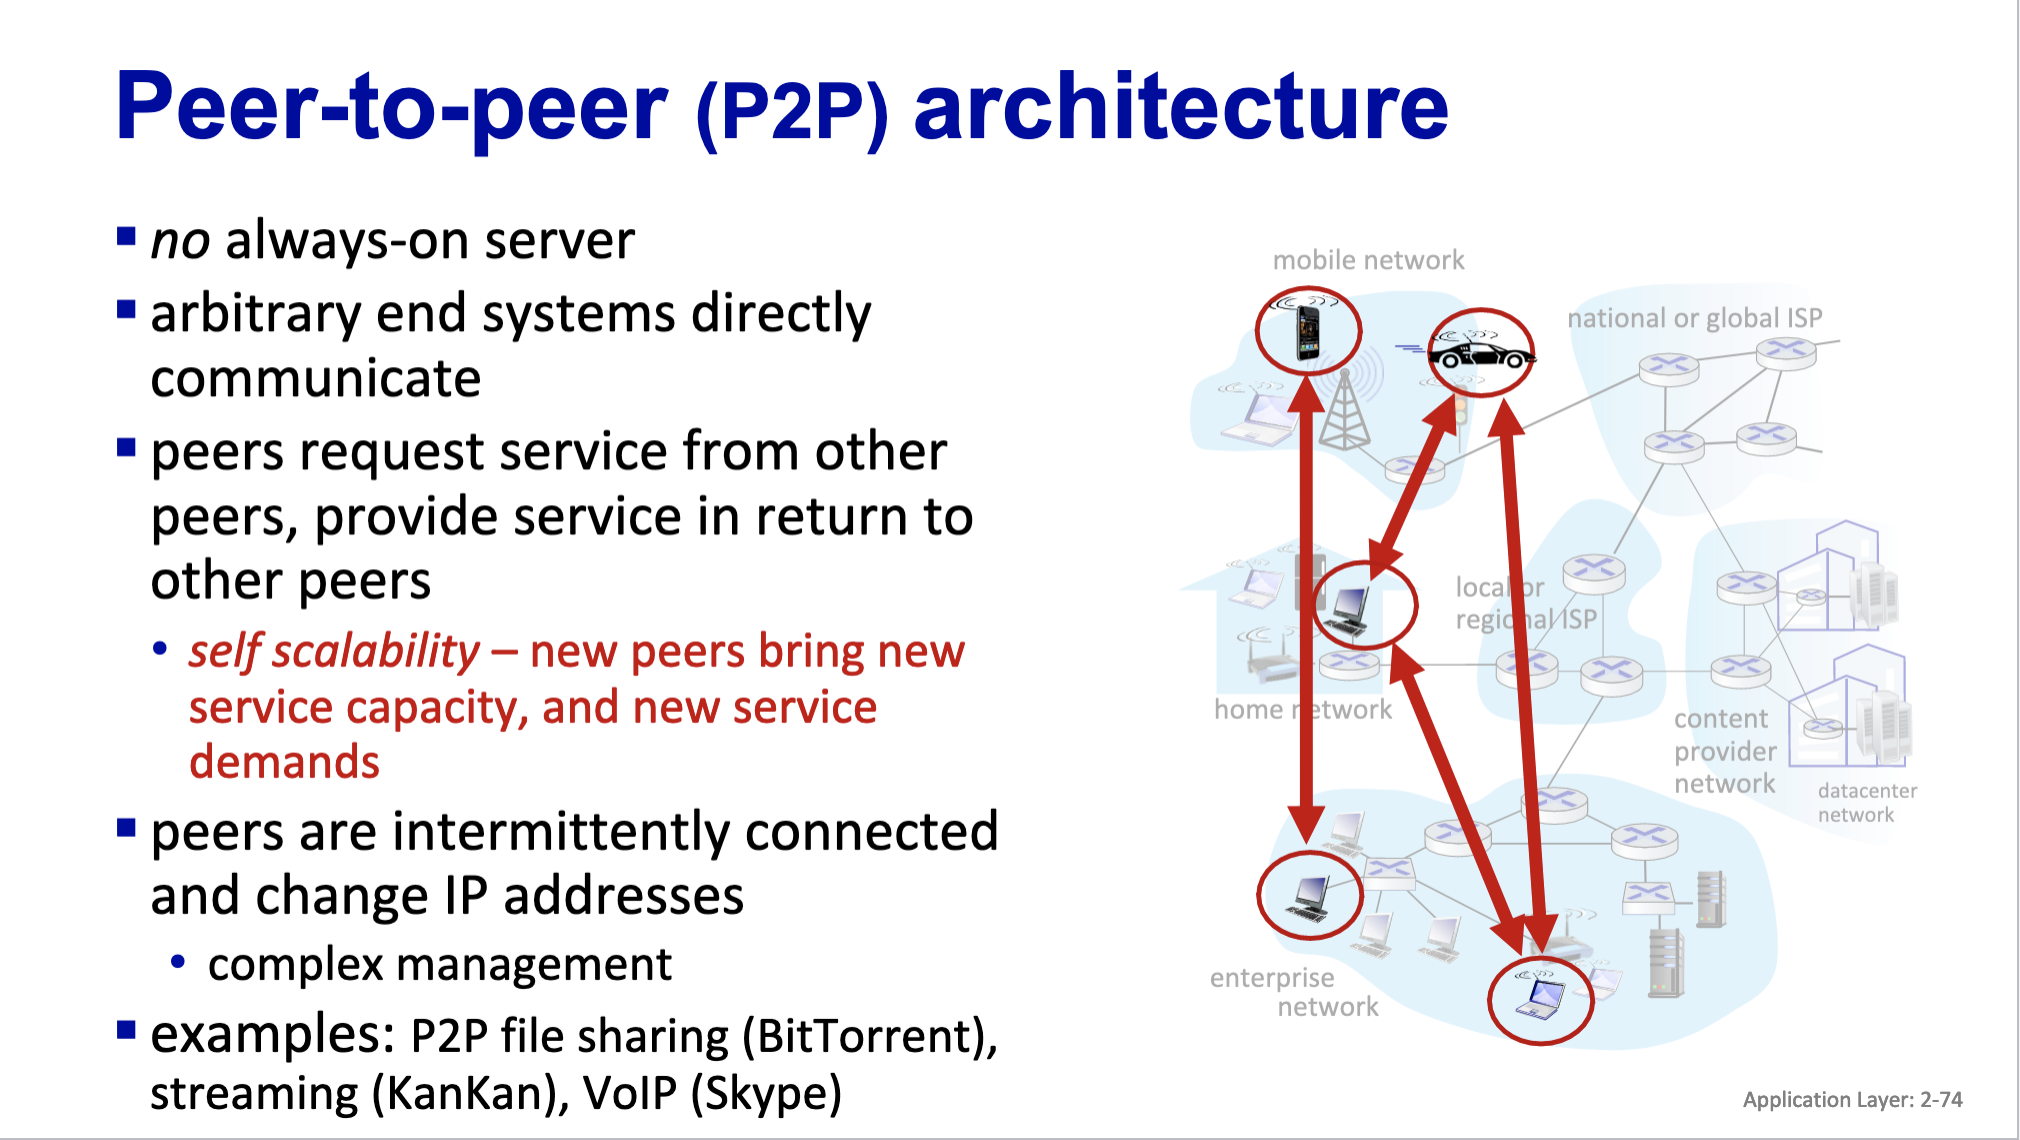 Peer-to-peer (P2P) architecture
no always-on server
arbitrary end systems directly
communicate
peers request service from other
peers, provide service in return to
other peers
self scalability – new peers bring new
service capacity, and new service
demands
peers are intermittently connected
and change IP addresses
complex management
examples: P2P file sharing (BitTorrent),
streaming (KanKan), VoIP (Skype)
mobile network
national or global ISP
local or
regional ISP
home network
content
provider
network
datacenter
network
enterprise
network
Application Layer: 2-74